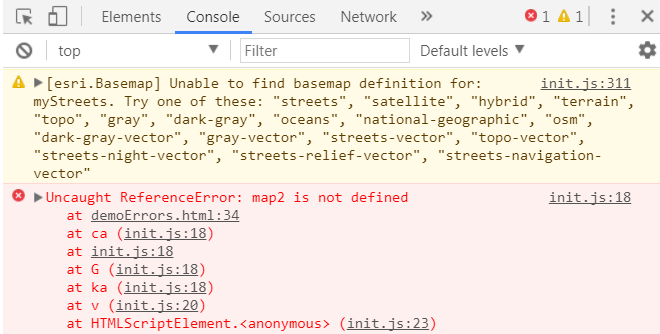 Elements Console Sources Network » 1 1
top Filter Default levels
[esri.Basemap] Unable to find basemap definition for: init.js:311
myStreets. Try one of these: "streets", "satellite", "hybrid", "terrain",
"topo", "gray", "dark-gray", "oceans", "national-geographic", "osm",
"dark-gray-vector", "gray-vector", "streets-vector", "topo-vector",
"streets-night-vector", "streets-relief-vector", "streets-navigation-
vector"
Uncaught ReferenceError: map2 is not defined init.js:18
at demoErrors.html:34
at ca (init.js:18)
at init.js:18
at G (init.js:18)
at ka (init.js:18)
at v (init.js:20)
at HTMLScriptElement.<anonymous> (init.js:23)